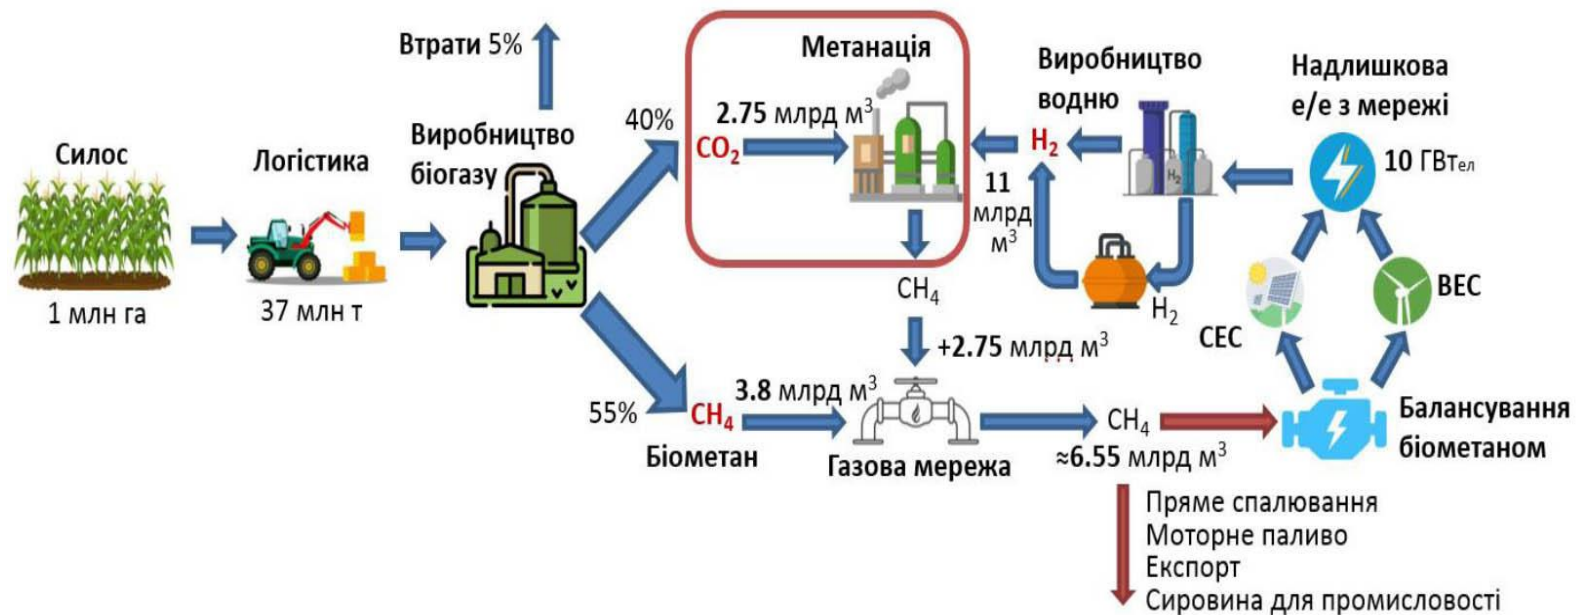 Втрати 5%
Метанація
Виробництво
водню
Надлишкова
е/е з мережі
Силос
Логістика
Виробництво
біогазу
40%
2.75 млрд м³
CO₂
H₂
H₂
10 ГВтел
11
млрд
м³
1 млн га
37 млн т
CH₄
H₂
СЕС
ВЕС
+2.75 млрд м³
55%
CH₄
3.8 млрд м³
Біометан
Газова мережа
CH₄
≈6.55 млрд м³
Балансування
біометаном
Пряме спалювання
Моторне паливо
Експорт
Сировина для промисловості